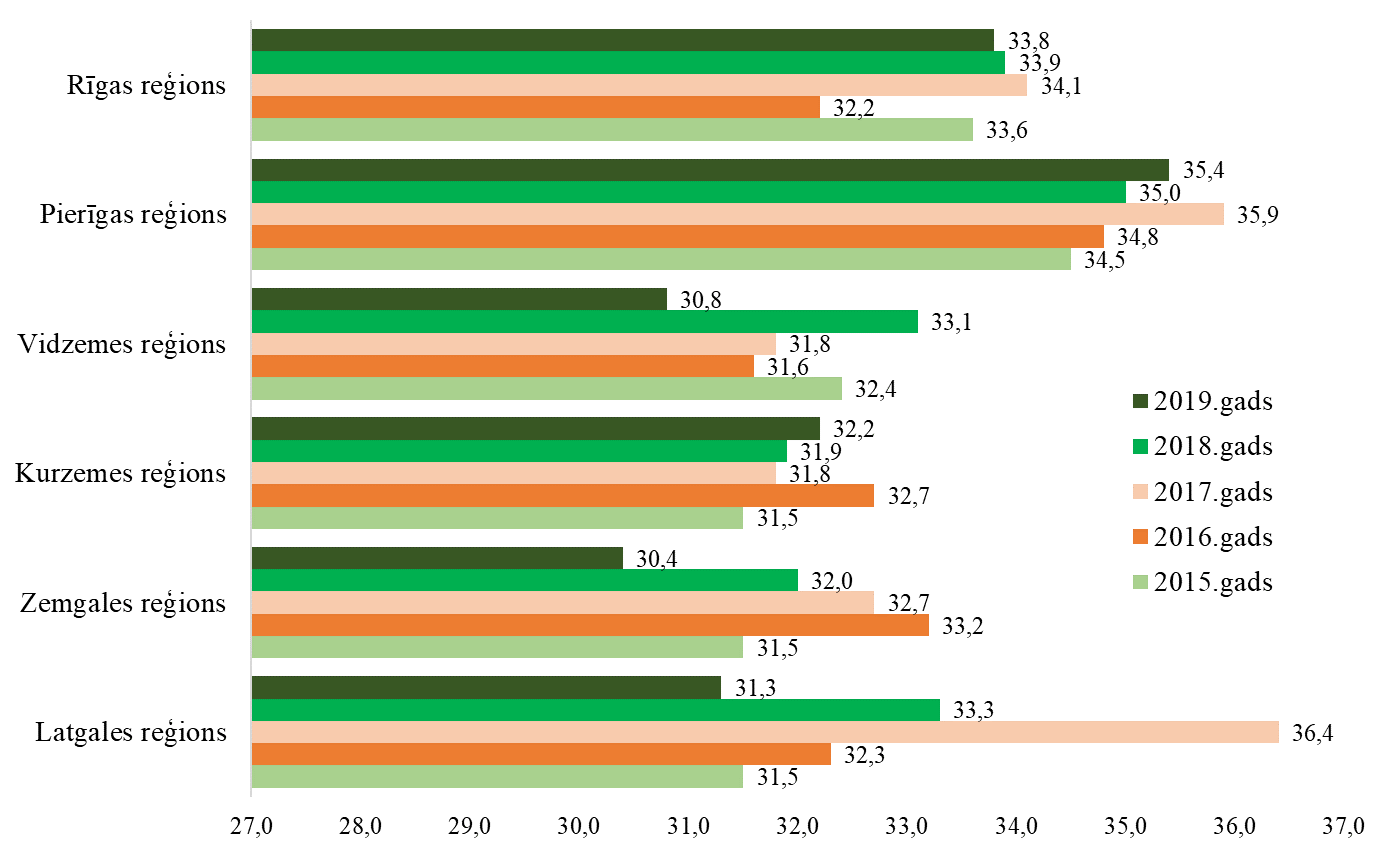 Rīgas reģions
33,8
33,9
34,1
32,2
33,6
Pierīgas reģions
35,4
35,0
35,9
34,8
34,5
Vidzemes reģions
30,8
33,1
31,8
31,6
32,4
Kurzemes reģions
32,2
31,9
31,8
32,7
31,5
Zemgales reģions
30,4
32,0
32,7
33,2
31,5
Latgales reģions
31,3
33,3
36,4
32,3
31,5
2019.gads
2018.gads
2017.gads
2016.gads
2015.gads
27,0 28,0 29,0 30,0 31,0 32,0 33,0 34,0 35,0 36,0 37,0